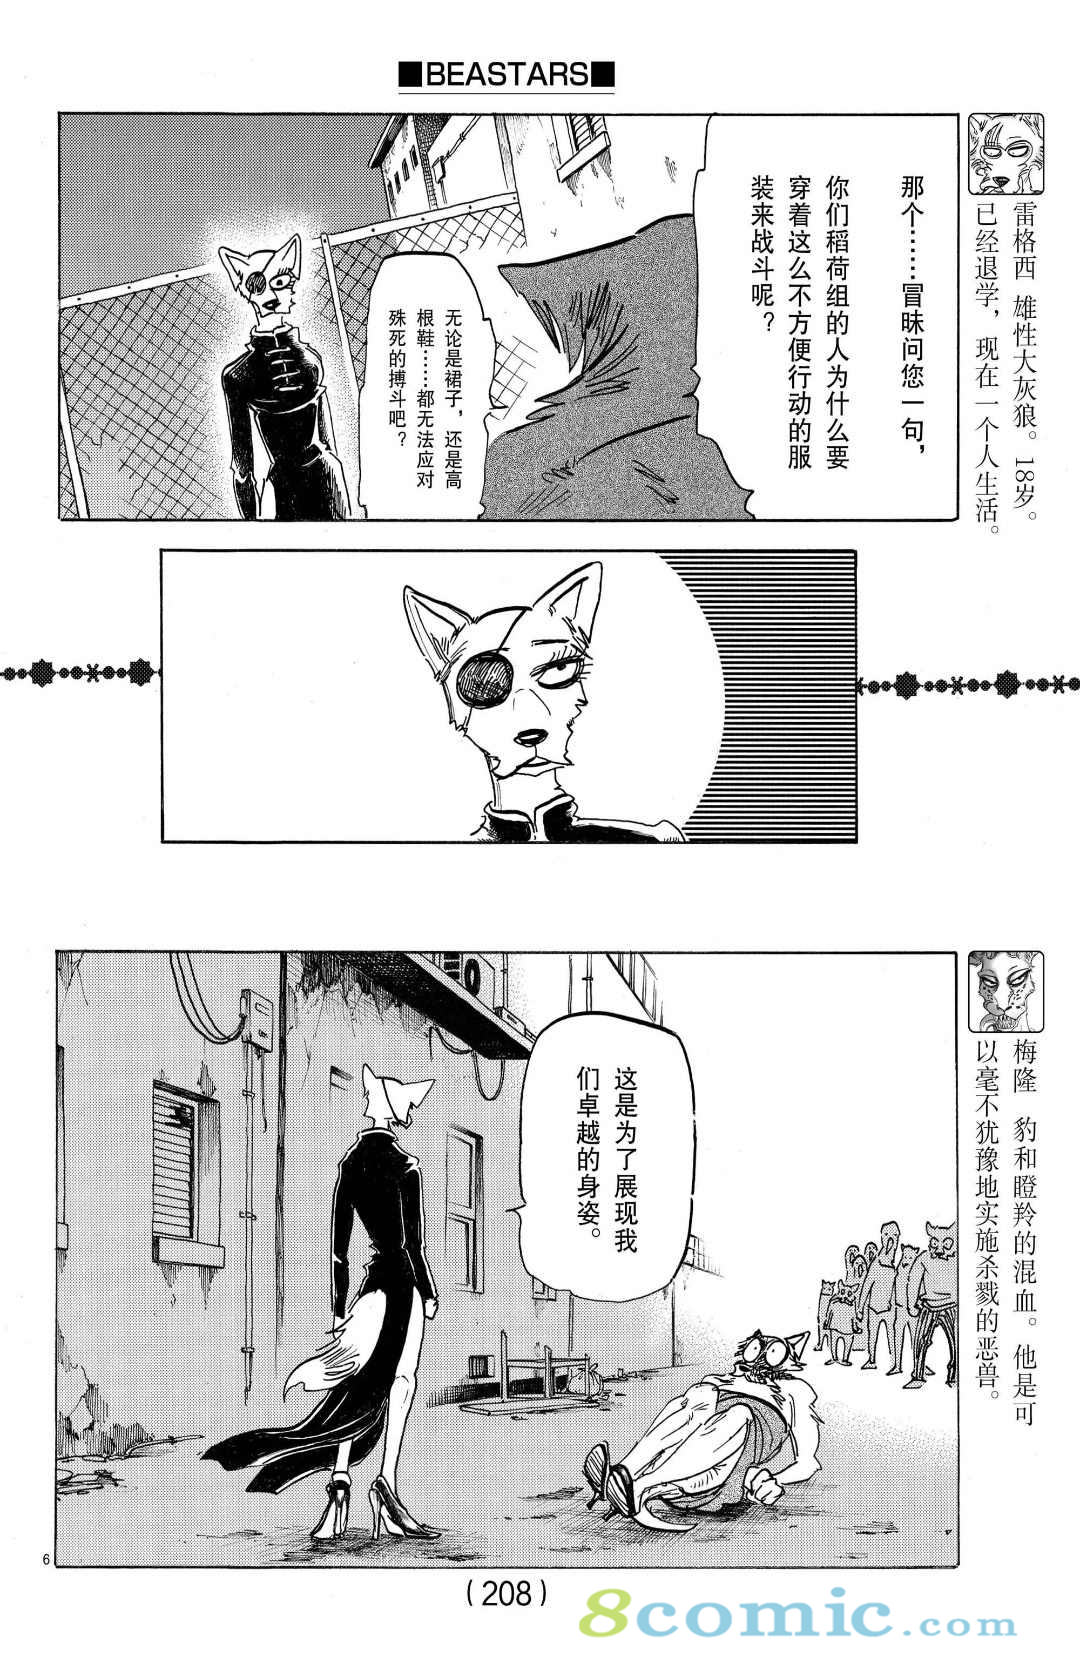 ■BEASTARS■
那个……冒昧问您一句，
你们稻荷组的人为什么要
穿着这么不方便行动的服
装来战斗呢？
无论是裙子，还是高
根鞋……都无法应对
殊死的搏斗吧？
雷格西 雄性大灰狼。18岁。
已经退学，现在一个人生活。
这是为了展现我
们卓越的身姿。
梅隆 豹和瞪羚的混血。他是可
以毫不犹豫地实施杀戮的恶兽。
6
(208)
8comic.com